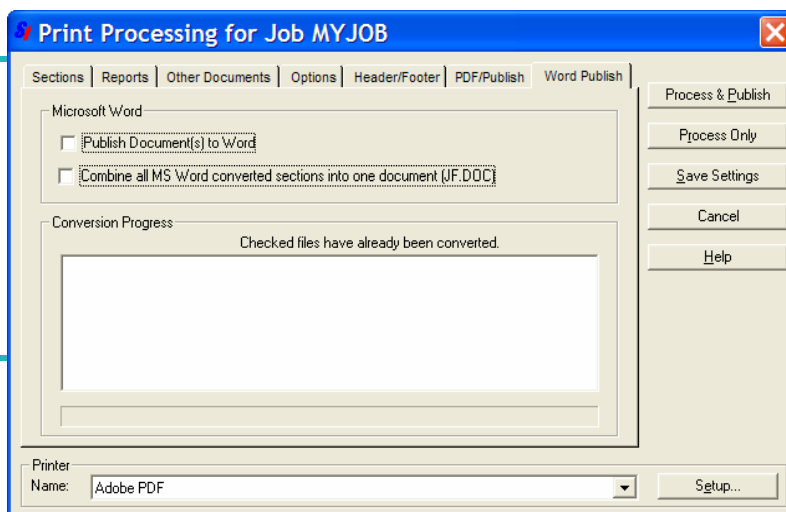 Print Processing for Job MYJOB
Sections Reports Other Documents Options Header/Footer PDF/Publish Word Publish
Microsoft Word
Publish Document(s) to Word
Combine all MS Word converted sections into one document (JF.DOC)
Conversion Progress
Checked files have already been converted.
Process & Publish
Process Only
Save Settings
Cancel
Help
Printer
Name: Adobe PDF Setup...